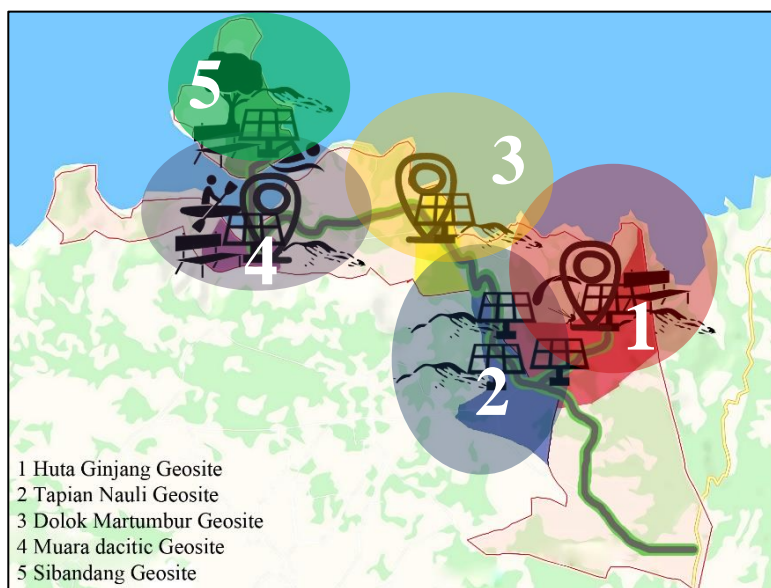 5
3
4
1
2
1 Huta Ginjang Geosite
2 Tapian Nauli Geosite
3 Dolok Martumbur Geosite
4 Muara dacitic Geosite
5 Sibandang Geosite